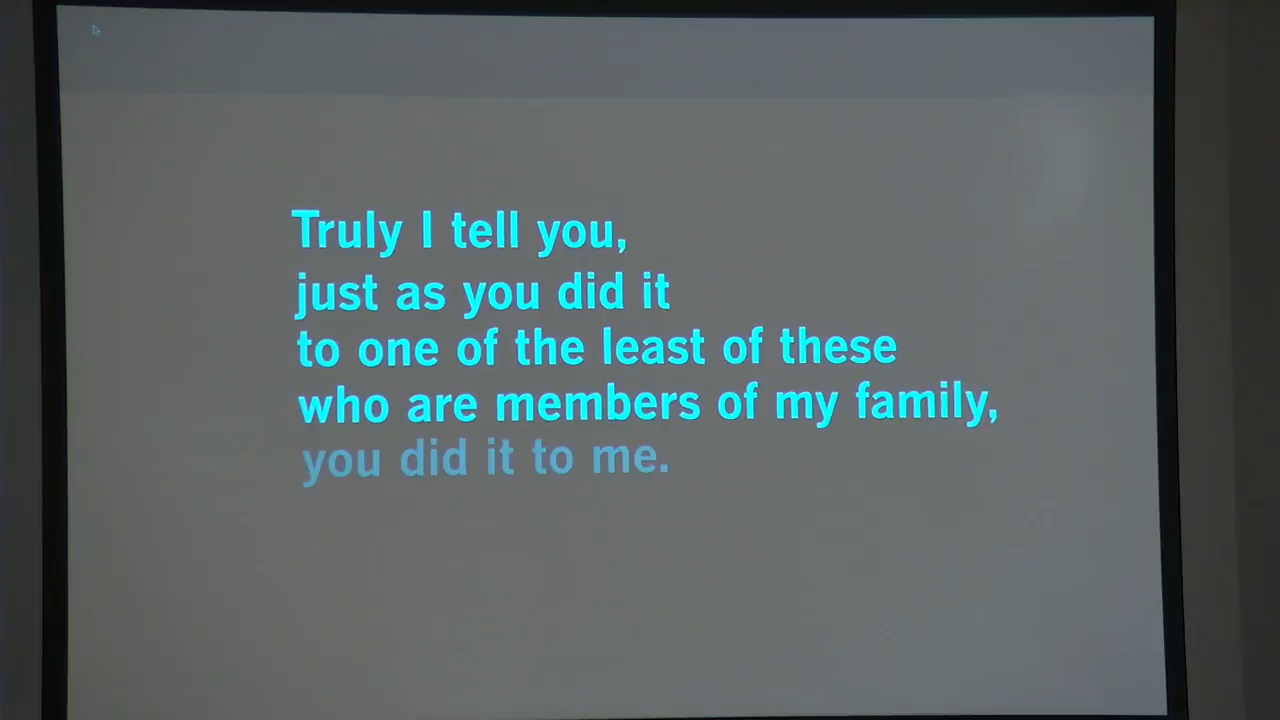 Truly I tell you,
just as you did it
to one of the least of these
who are members of my family,
you did it to me.